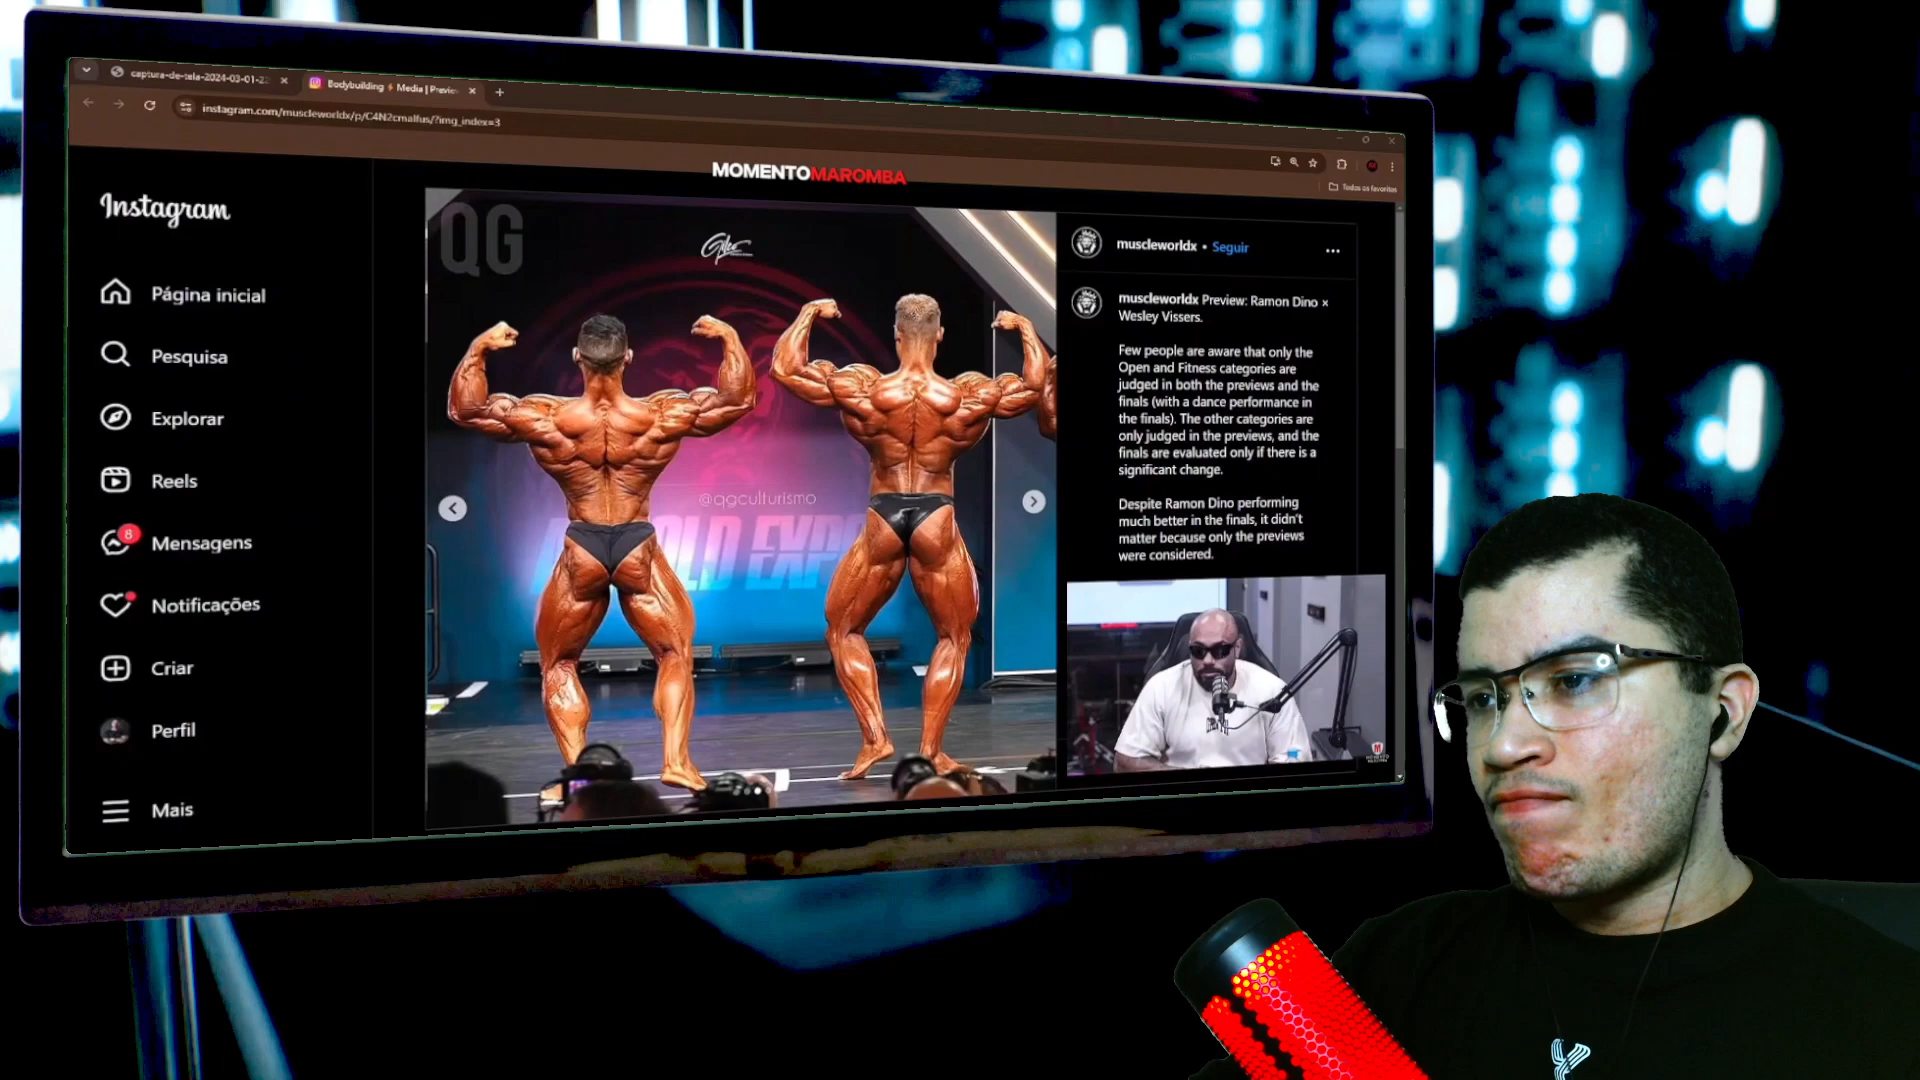 captura-de-tela-2024-03-01-2
Bodybuilding ⚡ Media | Previe
instagram.com/muscleworldx/p/C4N2cmalfus/?img_index=3
Todos os favoritos
MOMENTOMAROMBA
Instagram
Página inicial
Pesquisa
Explorar
Reels
8
Mensagens
Notificações
Criar
Perfil
Mais
QG
@qgculturismo
muscleworldx • Seguir
muscleworldx Preview: Ramon Dino ×
Wesley Vissers.
Few people are aware that only the
Open and Fitness categories are
judged in both the previews and the
finals (with a dance performance in
the finals). The other categories are
only judged in the previews, and the
finals are evaluated only if there is a
significant change.
Despite Ramon Dino performing
much better in the finals, it didn't
matter because only the previews
were considered.